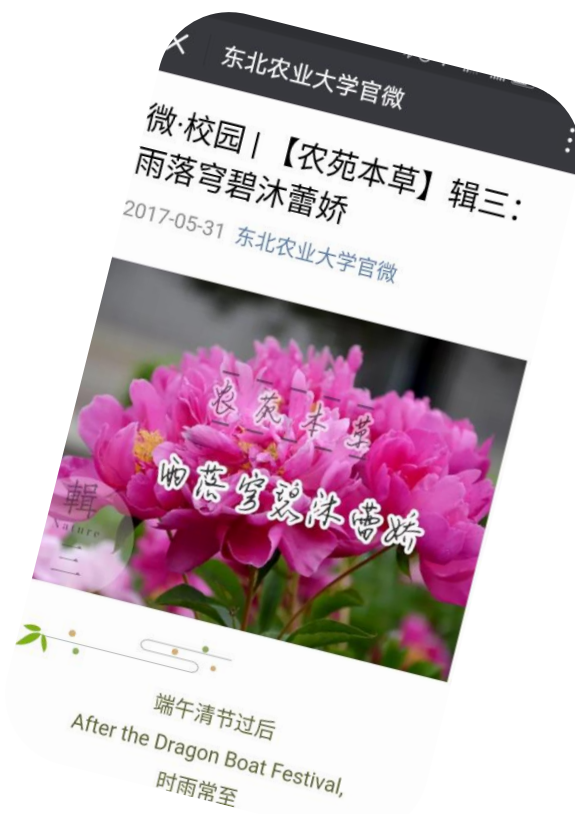 东北农业大学官微
微·校园 | 【农苑本草】辑三：
雨落穹碧沐蕾娇
2017-05-31 东北农业大学官微
农苑本草
雨落穹碧沐蕾娇
輯
Nature
三
端午清节过后
After the Dragon Boat Festival,
时雨常至